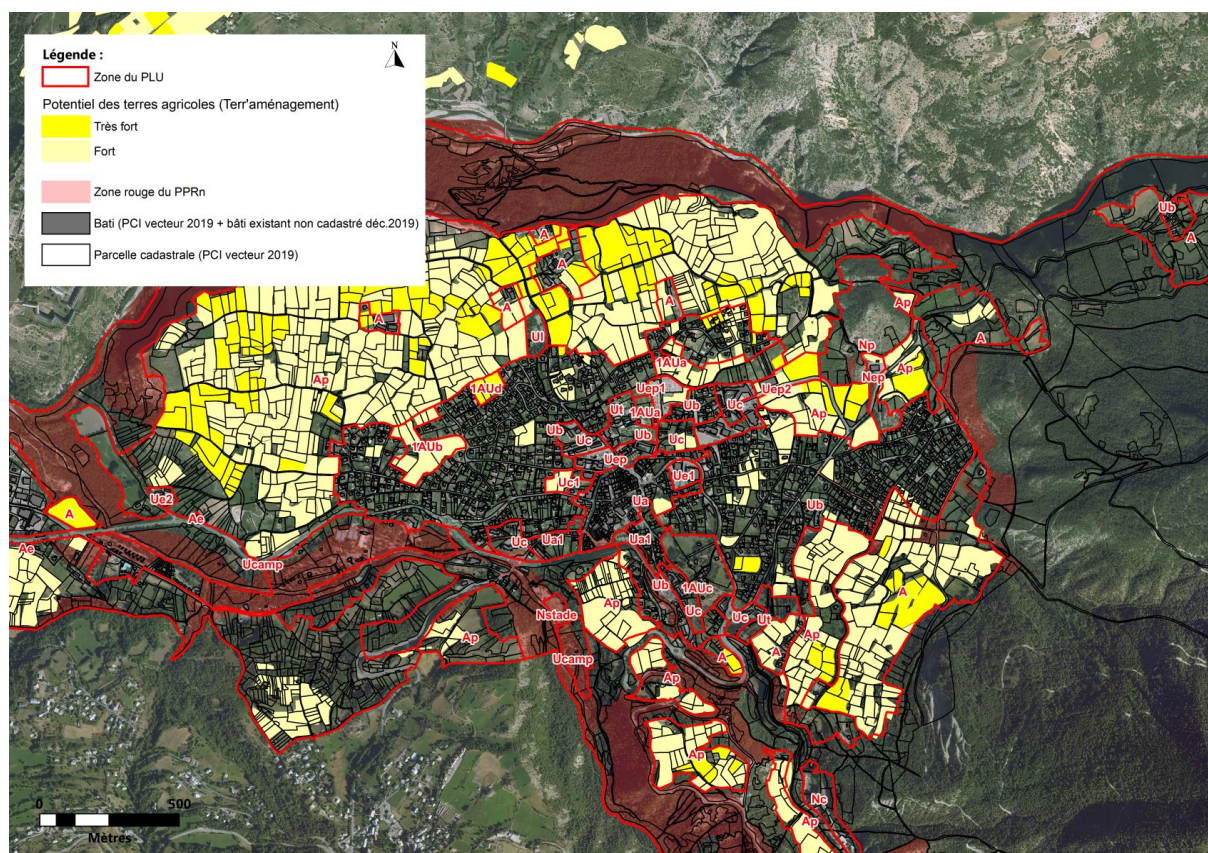 Légende :
N
Zone du PLU
Potentiel des terres agricoles (Terr'aménagement)
Très fort
Fort
Zone rouge du PPRn
Bati (PCI vecteur 2019 + bâti existant non cadastré déc.2019)
Parcelle cadastrale (PCI vecteur 2019)
Ub
A
A
A
A
A
A
Ap
A
Ul
Np
Ap
Nep
Ap
1AUa
1AUd
Uep1
Uep2
Ut
1AUa
Ub
Uc
Ap
Ub
Uc
Ub
Uc
1AUb
Uep
Uc1
Ue1
Ua
Ub
Ue2
A
Ae
Ae
Ucamp
Uc
Ua1
Ua1
Ub
1AUc
A
Nstade
Ap
Uc
Uc
Ut
Ap
Ap
Ucamp
A
A
Ap
Ap
Nc
Ap
0
500
Mètres